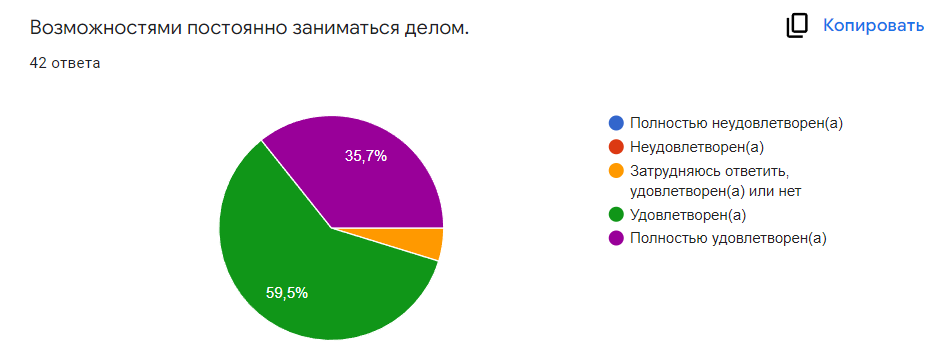 Возможностями постоянно заниматься делом.
Копировать
42 ответа
35,7%
59,5%
Полностью неудовлетворен(а)
Неудовлетворен(а)
Затрудняюсь ответить,
удовлетворен(а) или нет
Удовлетворен(а)
Полностью удовлетворен(а)